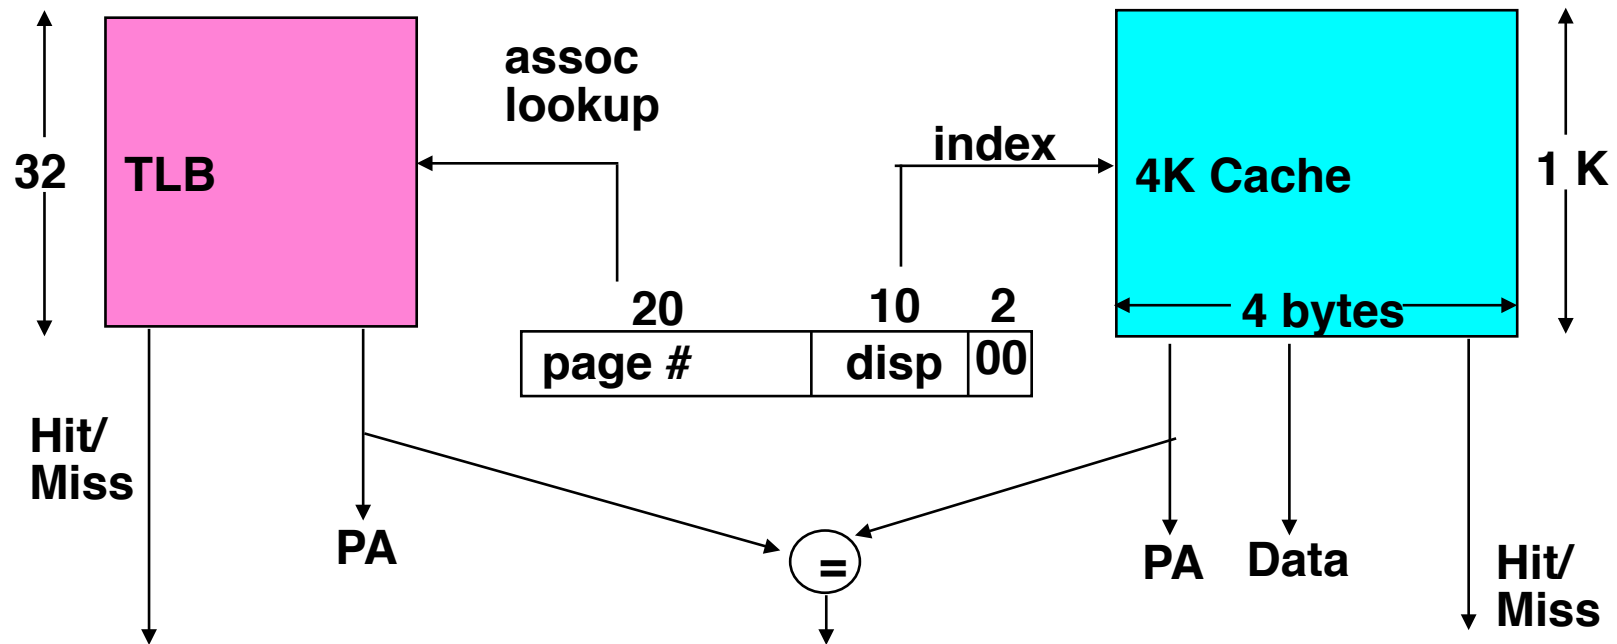 assoc
lookup
index
32
TLB
4K Cache
1 K
20
10
2
4 bytes
page #
disp
00
Hit/
Miss
PA
=
PA
Data
Hit/
Miss